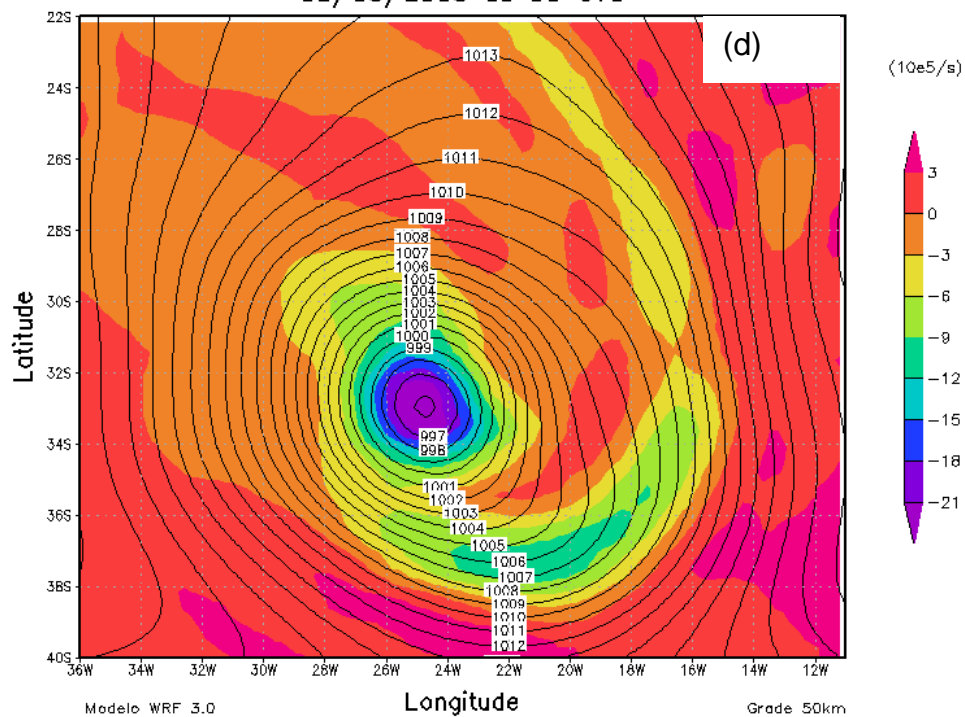 (d)
(10e5/s)
22S
24S
26S
28S
30S
32S
34S
36S
38S
40S
Latitude
1013
1012
1011
1010
1009
1008
1007
1006
1005
1004
1003
1002
1001
1000
999
997
998
1001
1002
1003
1004
1005
1006
1007
1008
1009
1010
1011
1012
3
0
−3
−6
−9
−12
−15
−18
−21
36W 34W 32W 30W 28W 26W 24W 22W 20W 18W 16W 14W 12W
Longitude
Modelo WRF 3.0
Grade 50km